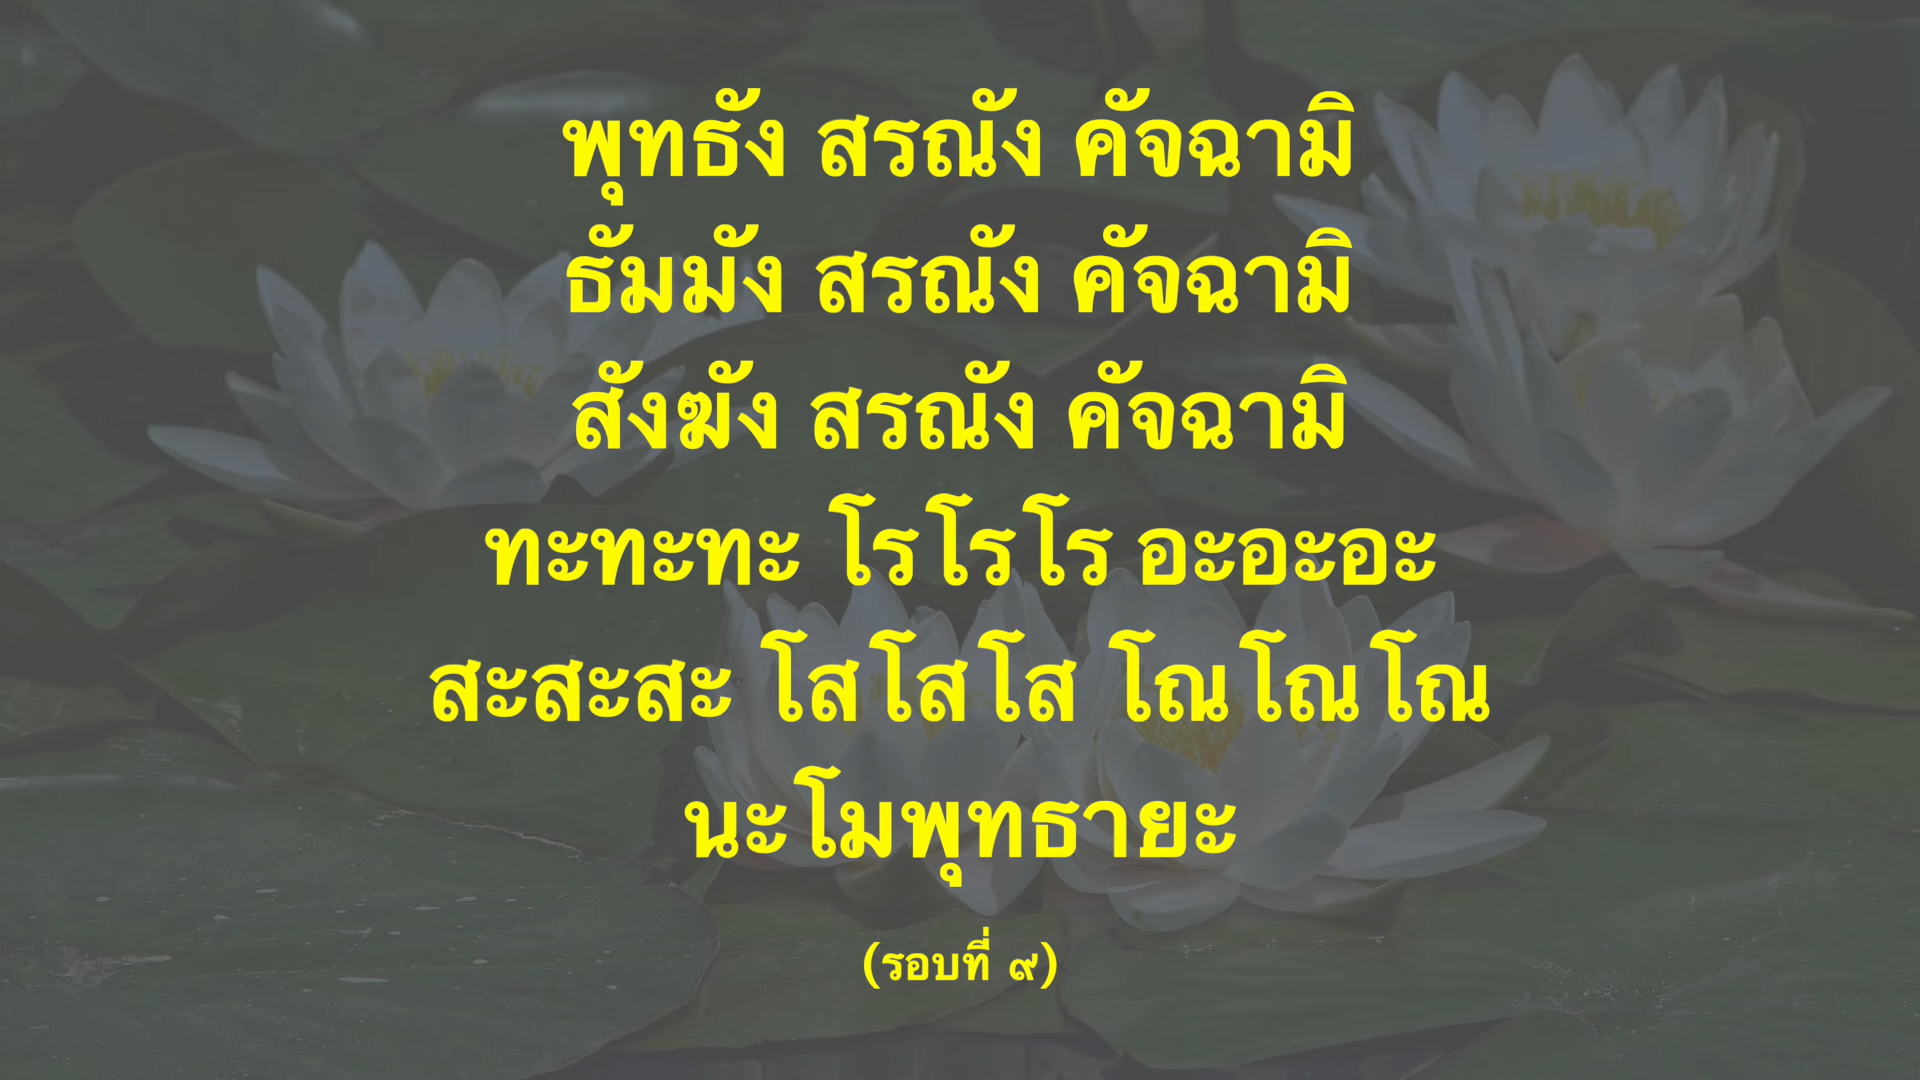 พุทธัง สรณัง คัจฉามิ
ธัมมัง สรณัง คัจฉามิ
สังฆัง สรณัง คัจฉามิ
ทะทะทะ โรโรโร อะอะอะ
สะสะสะ โสโสโส โณโณโณ
นะโมพุทธายะ
(รอบที่ ๙)